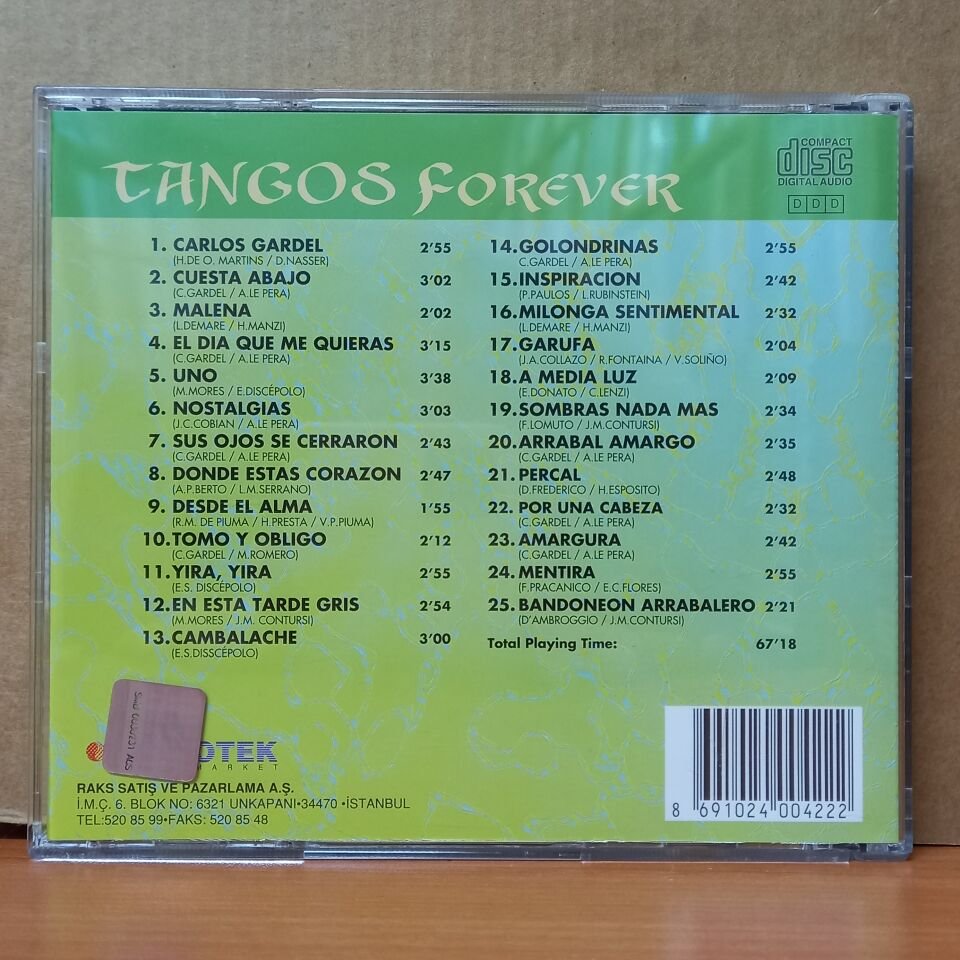 TANGOS FOREVER
COMPACT
disc
DIGITAL AUDIO
DDD
1. CARLOS GARDEL 2'55
(H.DE O. MARTINS / D.NASSER)
2. CUESTA ABAJO 3'02
(C.GARDEL / A.LE PERA)
3. MALENA 2'02
(L.DEMARE / H.MANZI)
4. EL DIA QUE ME QUIERAS 3'15
(C.GARDEL / A.LE PERA)
5. UNO 3'38
(M.MORES / E.DISCÉPOLO)
6. NOSTALGIAS 3'03
(J.C.COBIAN / A.LE PERA)
7. SUS OJOS SE CERRARON 2'43
(C.GARDEL / A.LE PERA)
8. DONDE ESTAS CORAZON 2'47
(A.P.BERTO / L.M.SERRANO)
9. DESDE EL ALMA 1'55
(R.M. DE PIUMA / H.PRESTA / V.P.PIUMA)
10. TOMO Y OBLIGO 2'12
(C.GARDEL / M.ROMERO)
11. YIRA, YIRA 2'55
(E.S. DISCÉPOLO)
12. EN ESTA TARDE GRIS 2'54
(M.MORES / J.M. CONTURSI)
13. CAMBALACHE 3'00
(E.S.DISSCÉPOLO)
14. GOLONDRINAS 2'55
C.GARDEL / A.LE PERA)
15. INSPIRACION 2'42
(P.PAULOS / L.RUBINSTEIN)
16. MILONGA SENTIMENTAL 2'32
(L.DEMARE / H.MANZI)
17. GARUFA 2'04
(J.A.COLLAZO / R.FONTAINA / V.SOLIÑO)
18. A MEDIA LUZ 2'09
(E.DONATO / C.LENZI)
19. SOMBRAS NADA MAS 2'34
(F.LOMUTO / J.M.CONTURSI)
20. ARRABAL AMARGO 2'35
(C.GARDEL / A.LE PERA)
21. PERCAL 2'48
(D.FREDERICO / H.ESPOSITO)
22. POR UNA CABEZA 2'32
(C.GARDEL / A.LE PERA)
23. AMARGURA 2'42
(C.GARDEL / A.LE PERA)
24. MENTIRA 2'55
(F.PRACANICO / E.C.FLORES)
25. BANDONEON ARRABALERO 2'21
(D'AMBROGGIO / J.M.CONTURSI)
Total Playing Time: 67'18
OTEK
MARKET
RAKS SATIŞ VE PAZARLAMA A.Ş.
İ.M.Ç. 6. BLOK NO: 6321 UNKAPANI•34470 •İSTANBUL
TEL:520 85 99•FAKS: 520 85 48
8 691024 004222